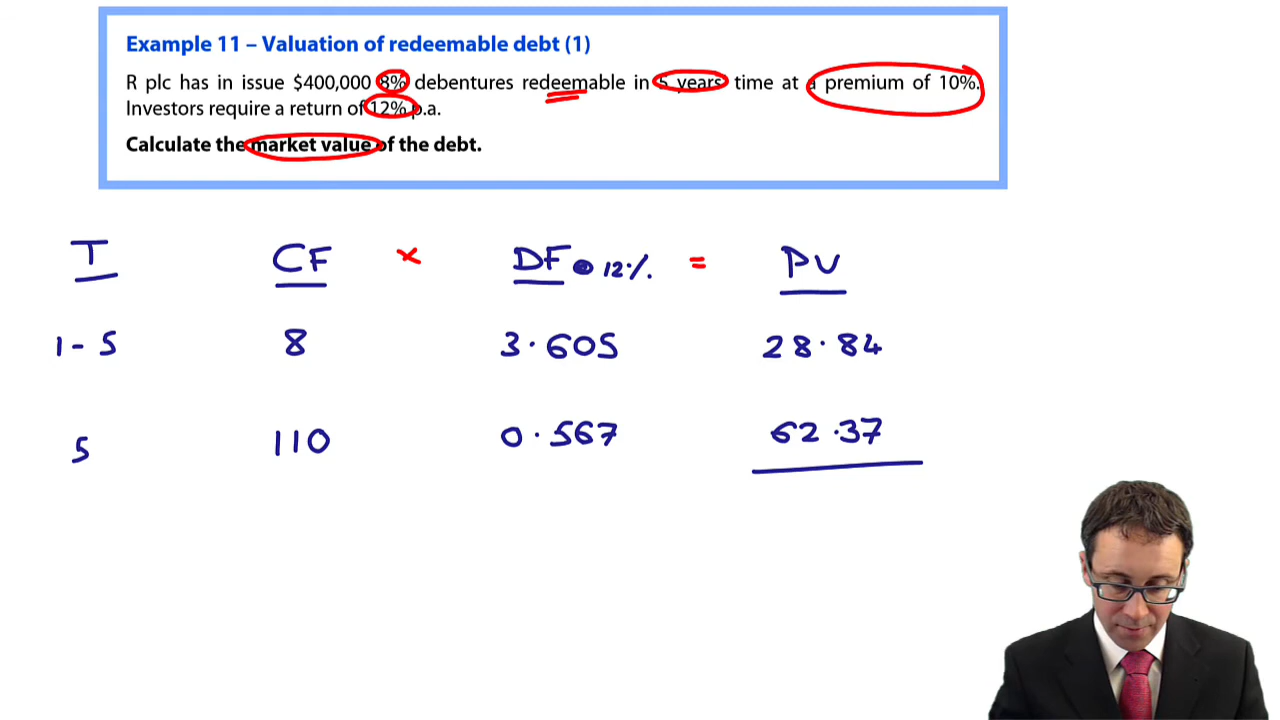 Example 11 – Valuation of redeemable debt (1)
R plc has in issue $400,000 8% debentures redeemable in 5 years time at a premium of 10%.
Investors require a return of 12% p.a.
Calculate the market value of the debt.
T CF × DF @ 12% = PV
1-5 8 3.605 28.84
5 110 0.567 62.37